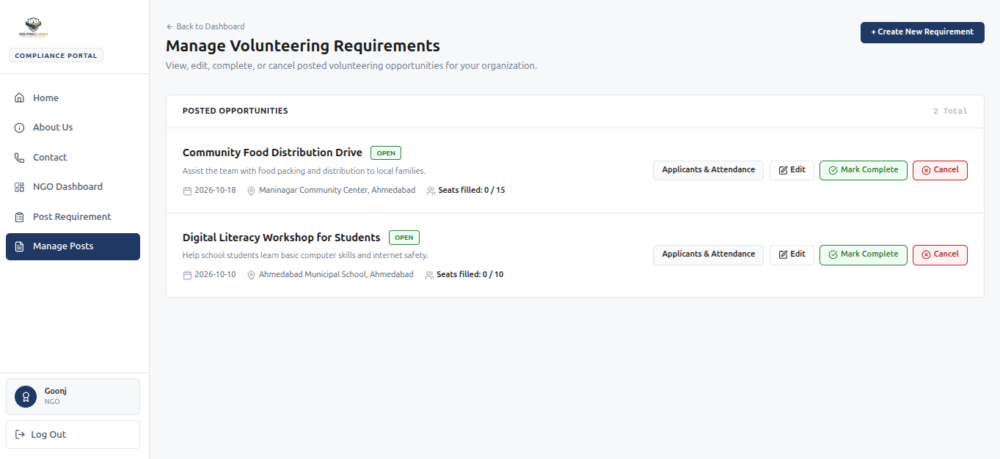 HELPINGHANDS
COMPLIANCE PORTAL
Home
About Us
Contact
NGO Dashboard
Post Requirement
Manage Posts
Goonj
NGO
Log Out
← Back to Dashboard
Manage Volunteering Requirements
View, edit, complete, or cancel posted volunteering opportunities for your organization.
+ Create New Requirement
POSTED OPPORTUNITIES
2 Total
Community Food Distribution Drive OPEN
Assist the team with food packing and distribution to local families.
2026-10-18 Maninagar Community Center, Ahmedabad Seats filled: 0 / 15
Applicants & Attendance Edit Mark Complete Cancel
Digital Literacy Workshop for Students OPEN
Help school students learn basic computer skills and internet safety.
2026-10-10 Ahmedabad Municipal School, Ahmedabad Seats filled: 0 / 10
Applicants & Attendance Edit Mark Complete Cancel